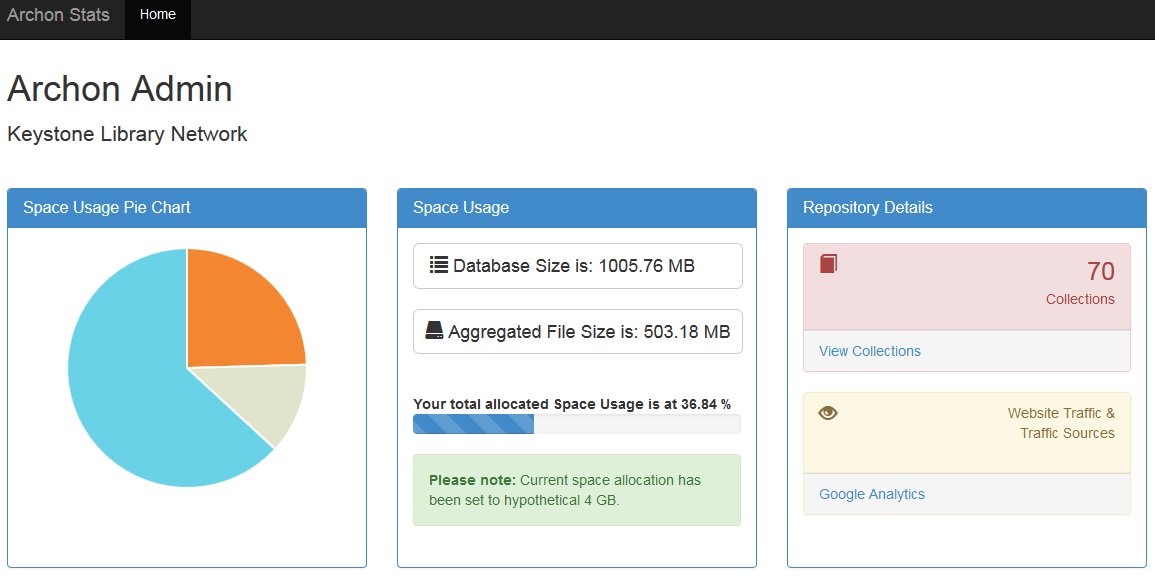 Archon Stats
Home
Archon Admin
Keystone Library Network
Space Usage Pie Chart
Space Usage
Database Size is: 1005.76 MB
Aggregated File Size is: 503.18 MB
Your total allocated Space Usage is at 36.84 %
Please note: Current space allocation has
been set to hypothetical 4 GB.
Repository Details
70
Collections
View Collections
Website Traffic &
Traffic Sources
Google Analytics